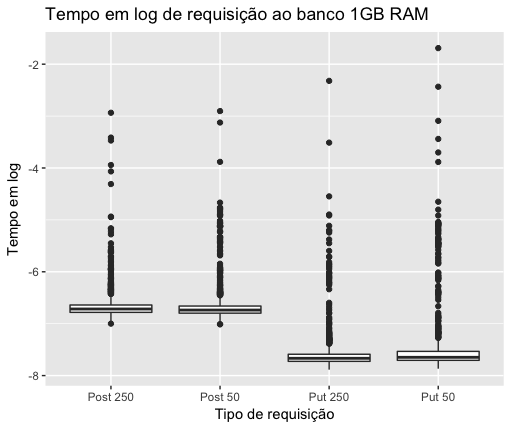 Tempo em log de requisição ao banco 1GB RAM
Tempo em log
-2
-4
-6
-8
Post 250
Post 50
Put 250
Put 50
Tipo de requisição